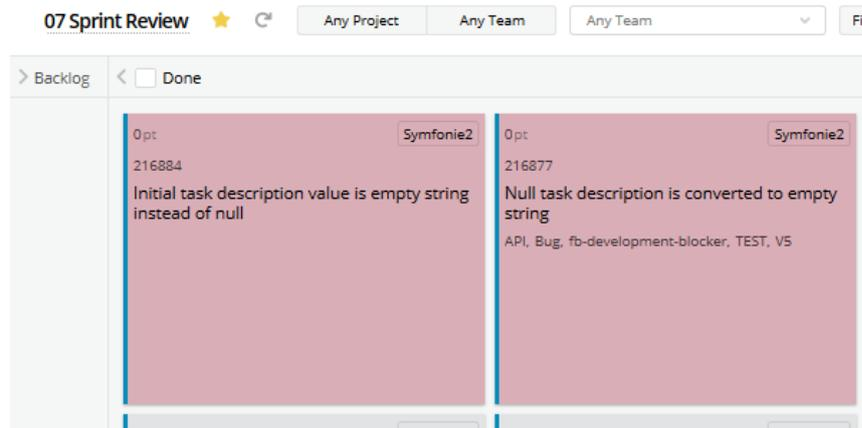 07 Sprint Review
Any Project
Any Team
Any Team
Backlog
Done
0pt
Symfonie2
216884
Initial task description value is empty string
instead of null
0pt
Symfonie2
216877
Null task description is converted to empty
string
API, Bug, fb-development-blocker, TEST, V5